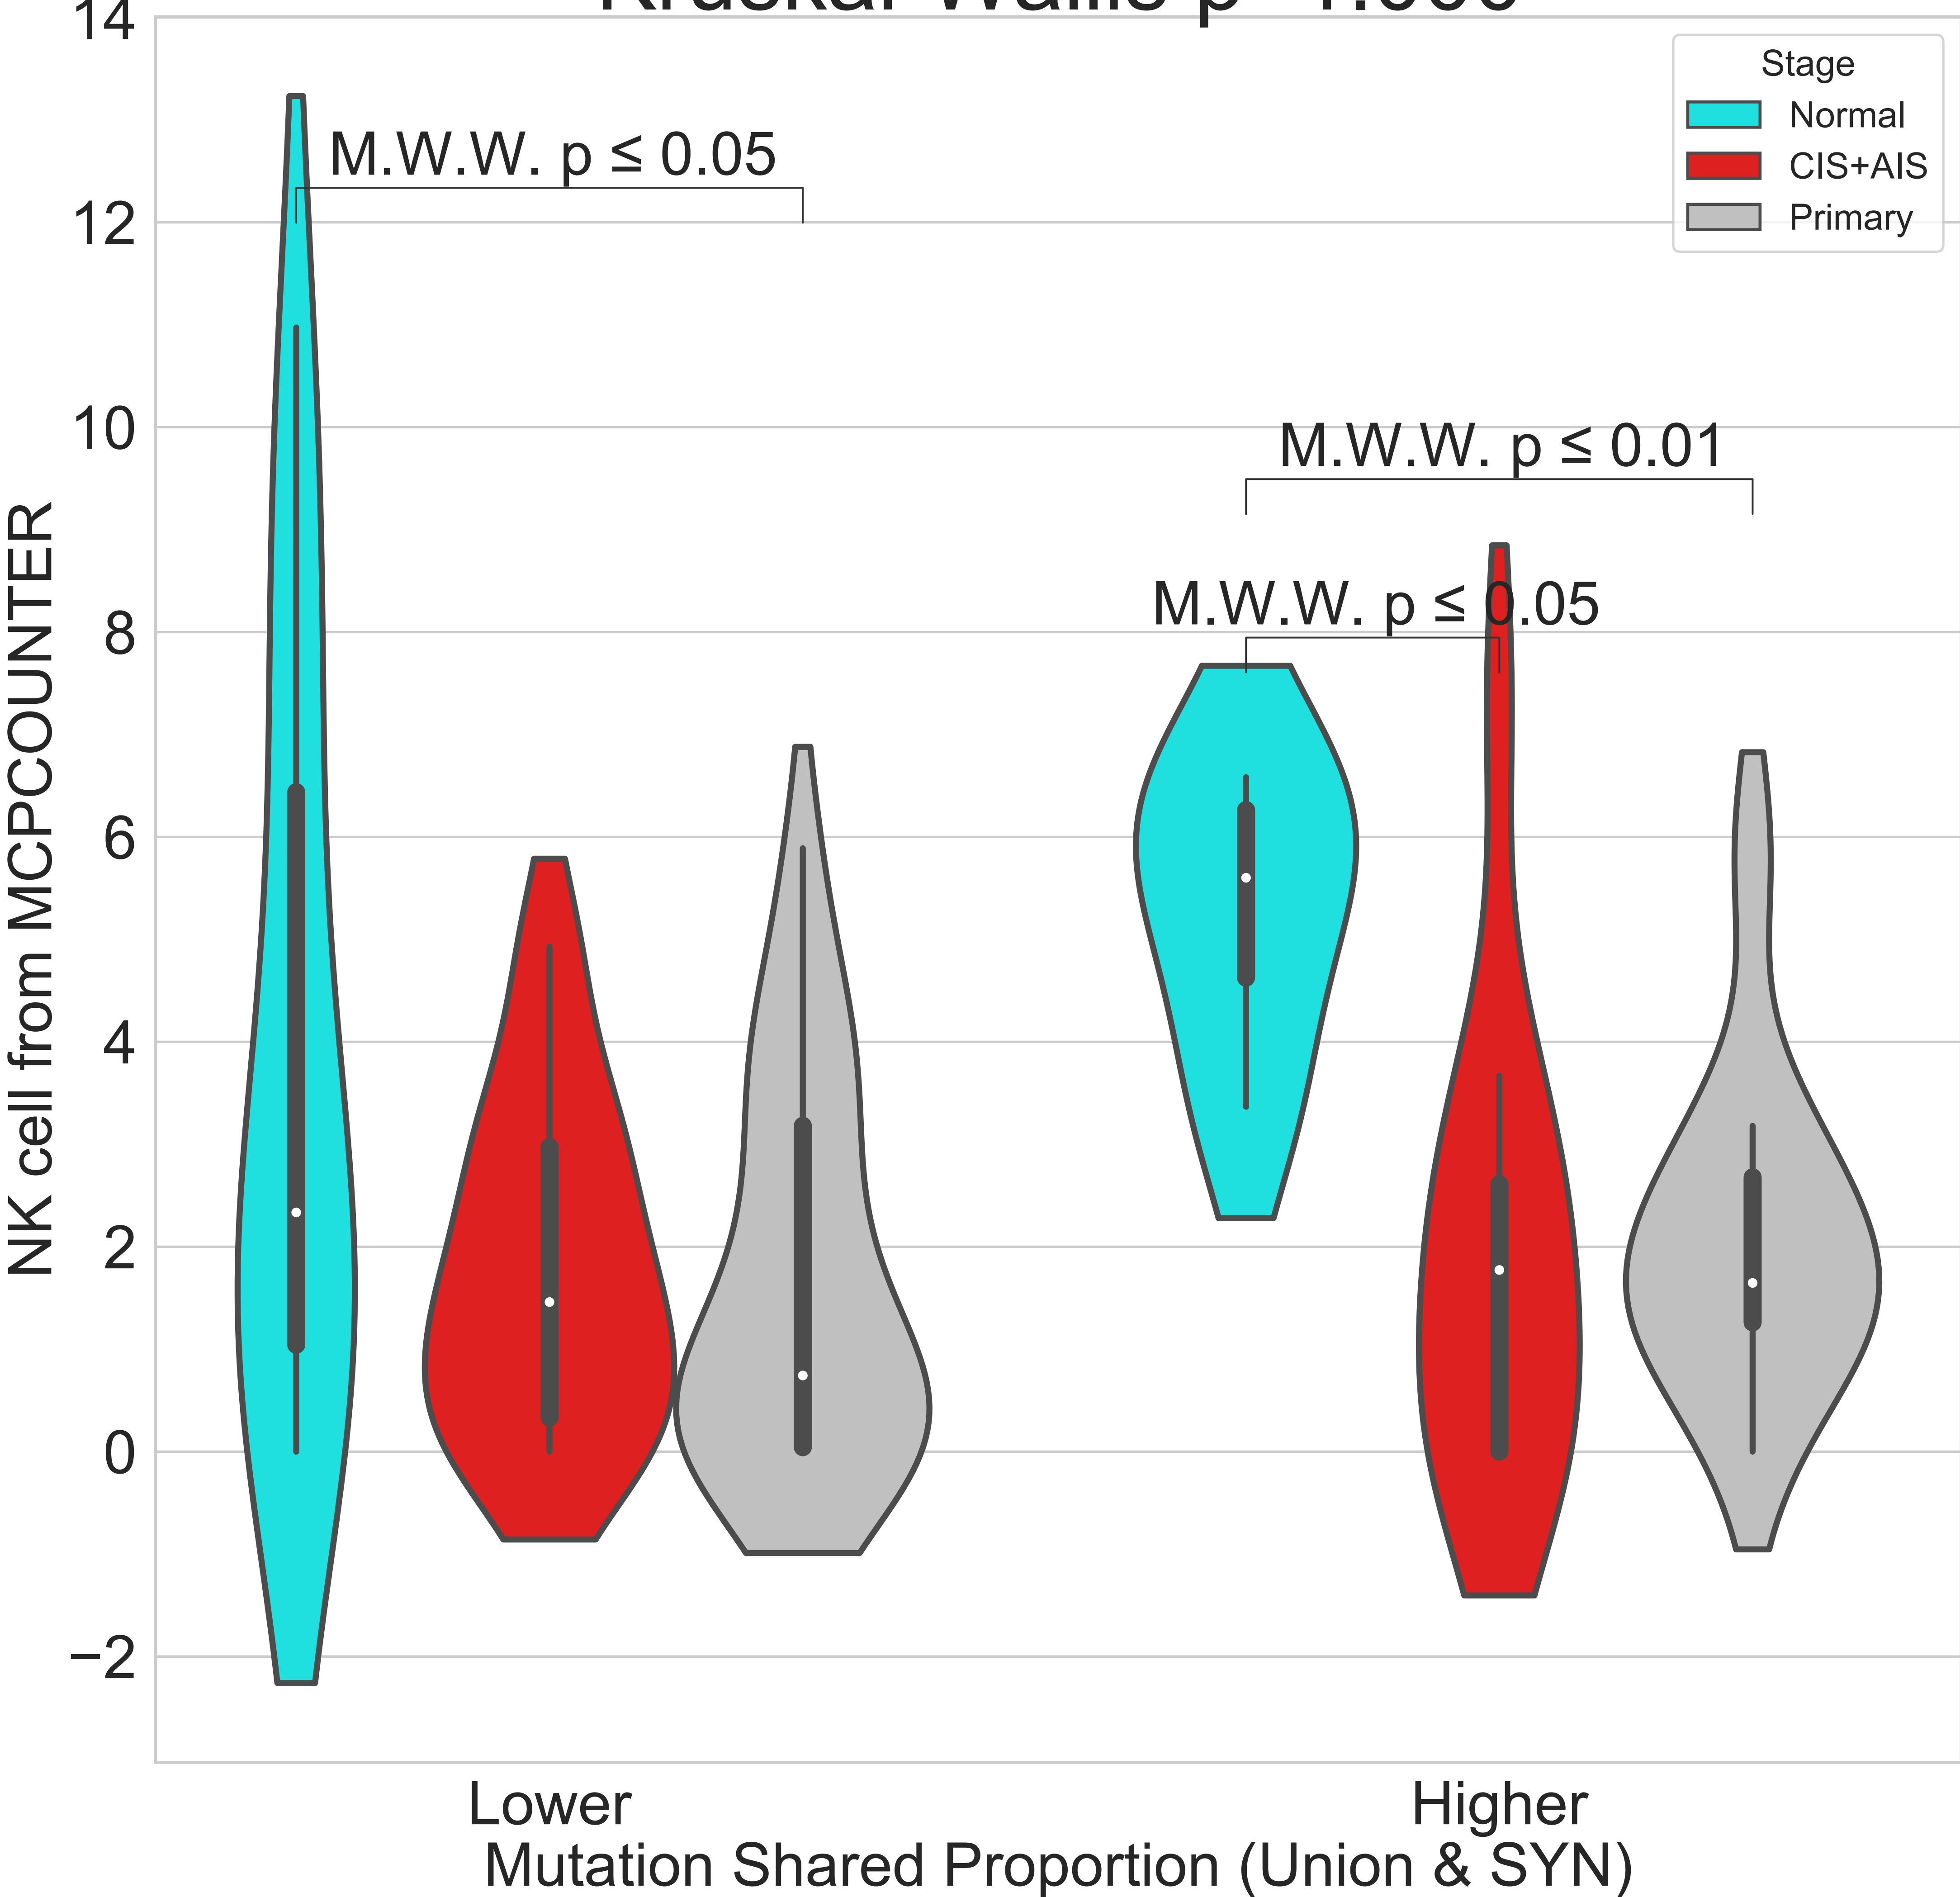 14
12
10
8
6
4
2
0
−2
NK cell from MCPCOUNTER
M.W.W. p ≤ 0.05
M.W.W. p ≤ 0.01
M.W.W. p ≤ 0.05
Stage
Normal
CIS+AIS
Primary
Lower
Higher
Mutation Shared Proportion (Union & SYN)